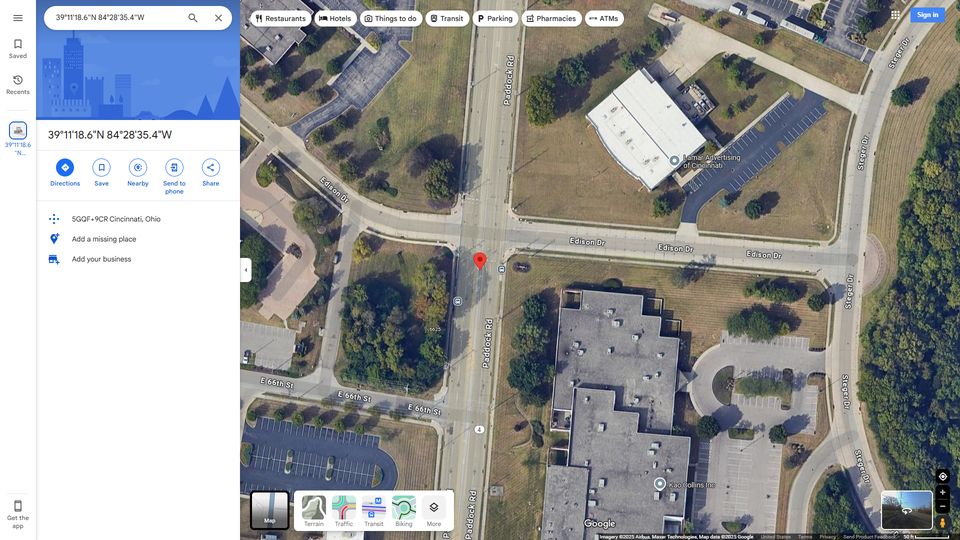 39°11'18.6"N 84°28'35.4"W
Restaurants
Hotels
Things to do
Transit
Parking
Pharmacies
ATMs
Sign in
Saved
Recents
39°11'18.6
"N...
Get the
app
39°11'18.6"N 84°28'35.4"W
Directions
Save
Nearby
Send to
phone
Share
5GQF+9CR Cincinnati, Ohio
Add a missing place
Add your business
Paddock Rd
Steger Dr
Steger Dr
Lamar Advertising
of Cincinnati
Edison Dr
Edison Dr
Edison Dr
Edison Dr
Steger Dr
Paddock Rd
E 66th St
E 66th St
E 66th St
Steger Dr
4
Steger Dr
Kao Collins Inc
Paddock Rd
P
Map
Terrain
Traffic
Transit
Biking
More
Google
Imagery ©2025 Airbus, Maxar Technologies, Map data ©2025 Google
United States
Terms
Privacy
Send Product Feedback
50 ft